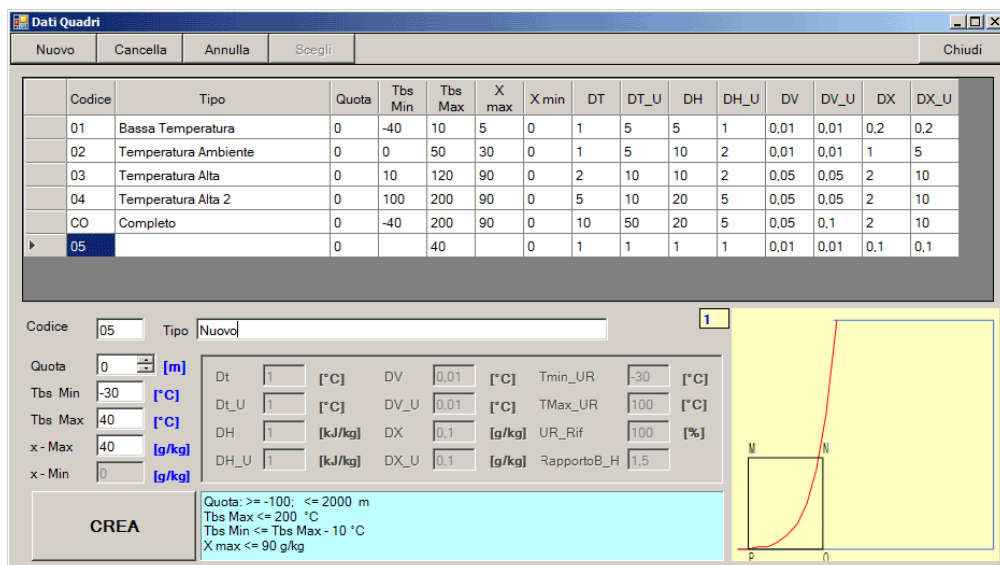 Dati Quadri
Nuovo Cancella Annulla Scegli Chiudi
Codice Tipo Quota Tbs Min Tbs Max X max X min DT DT_U DH DH_U DV DV_U DX DX_U
01 Bassa Temperatura 0 -40 10 5 0 1 5 5 1 0,01 0,01 0,2 0,2
02 Temperatura Ambiente 0 0 50 30 0 1 5 10 2 0,01 0,01 1 5
03 Temperatura Alta 0 10 120 90 0 2 10 10 2 0,05 0,05 2 10
04 Temperatura Alta 2 0 100 200 90 0 5 10 20 5 0,05 0,05 2 10
CO Completo 0 -40 200 90 0 10 50 20 5 0,05 0,1 2 10
05 0 40 0 1 1 1 1 0,01 0,01 0,1 0,1
Codice 05 Tipo Nuovo 1
Quota 0 [m]
Tbs Min -30 [°C]
Tbs Max 40 [°C]
x - Max 40 [g/kg]
x - Min 0 [g/kg]
Dt 1 [°C] DV 0,01 [°C] Tmin_UR -30 [°C]
Dt_U 1 [°C] DV_U 0,01 [°C] TMax_UR 100 [°C]
DH 1 [kJ/kg] DX 0,1 [g/kg] UR_Rif 100 [%]
DH_U 1 [kJ/kg] DX_U 0,1 [g/kg] RapportoB_H 1,5
CREA
Quota: >= -100; <= 2000 m
Tbs Max <= 200 °C
Tbs Min <= Tbs Max - 10 °C
X max <= 90 g/kg
M N
P